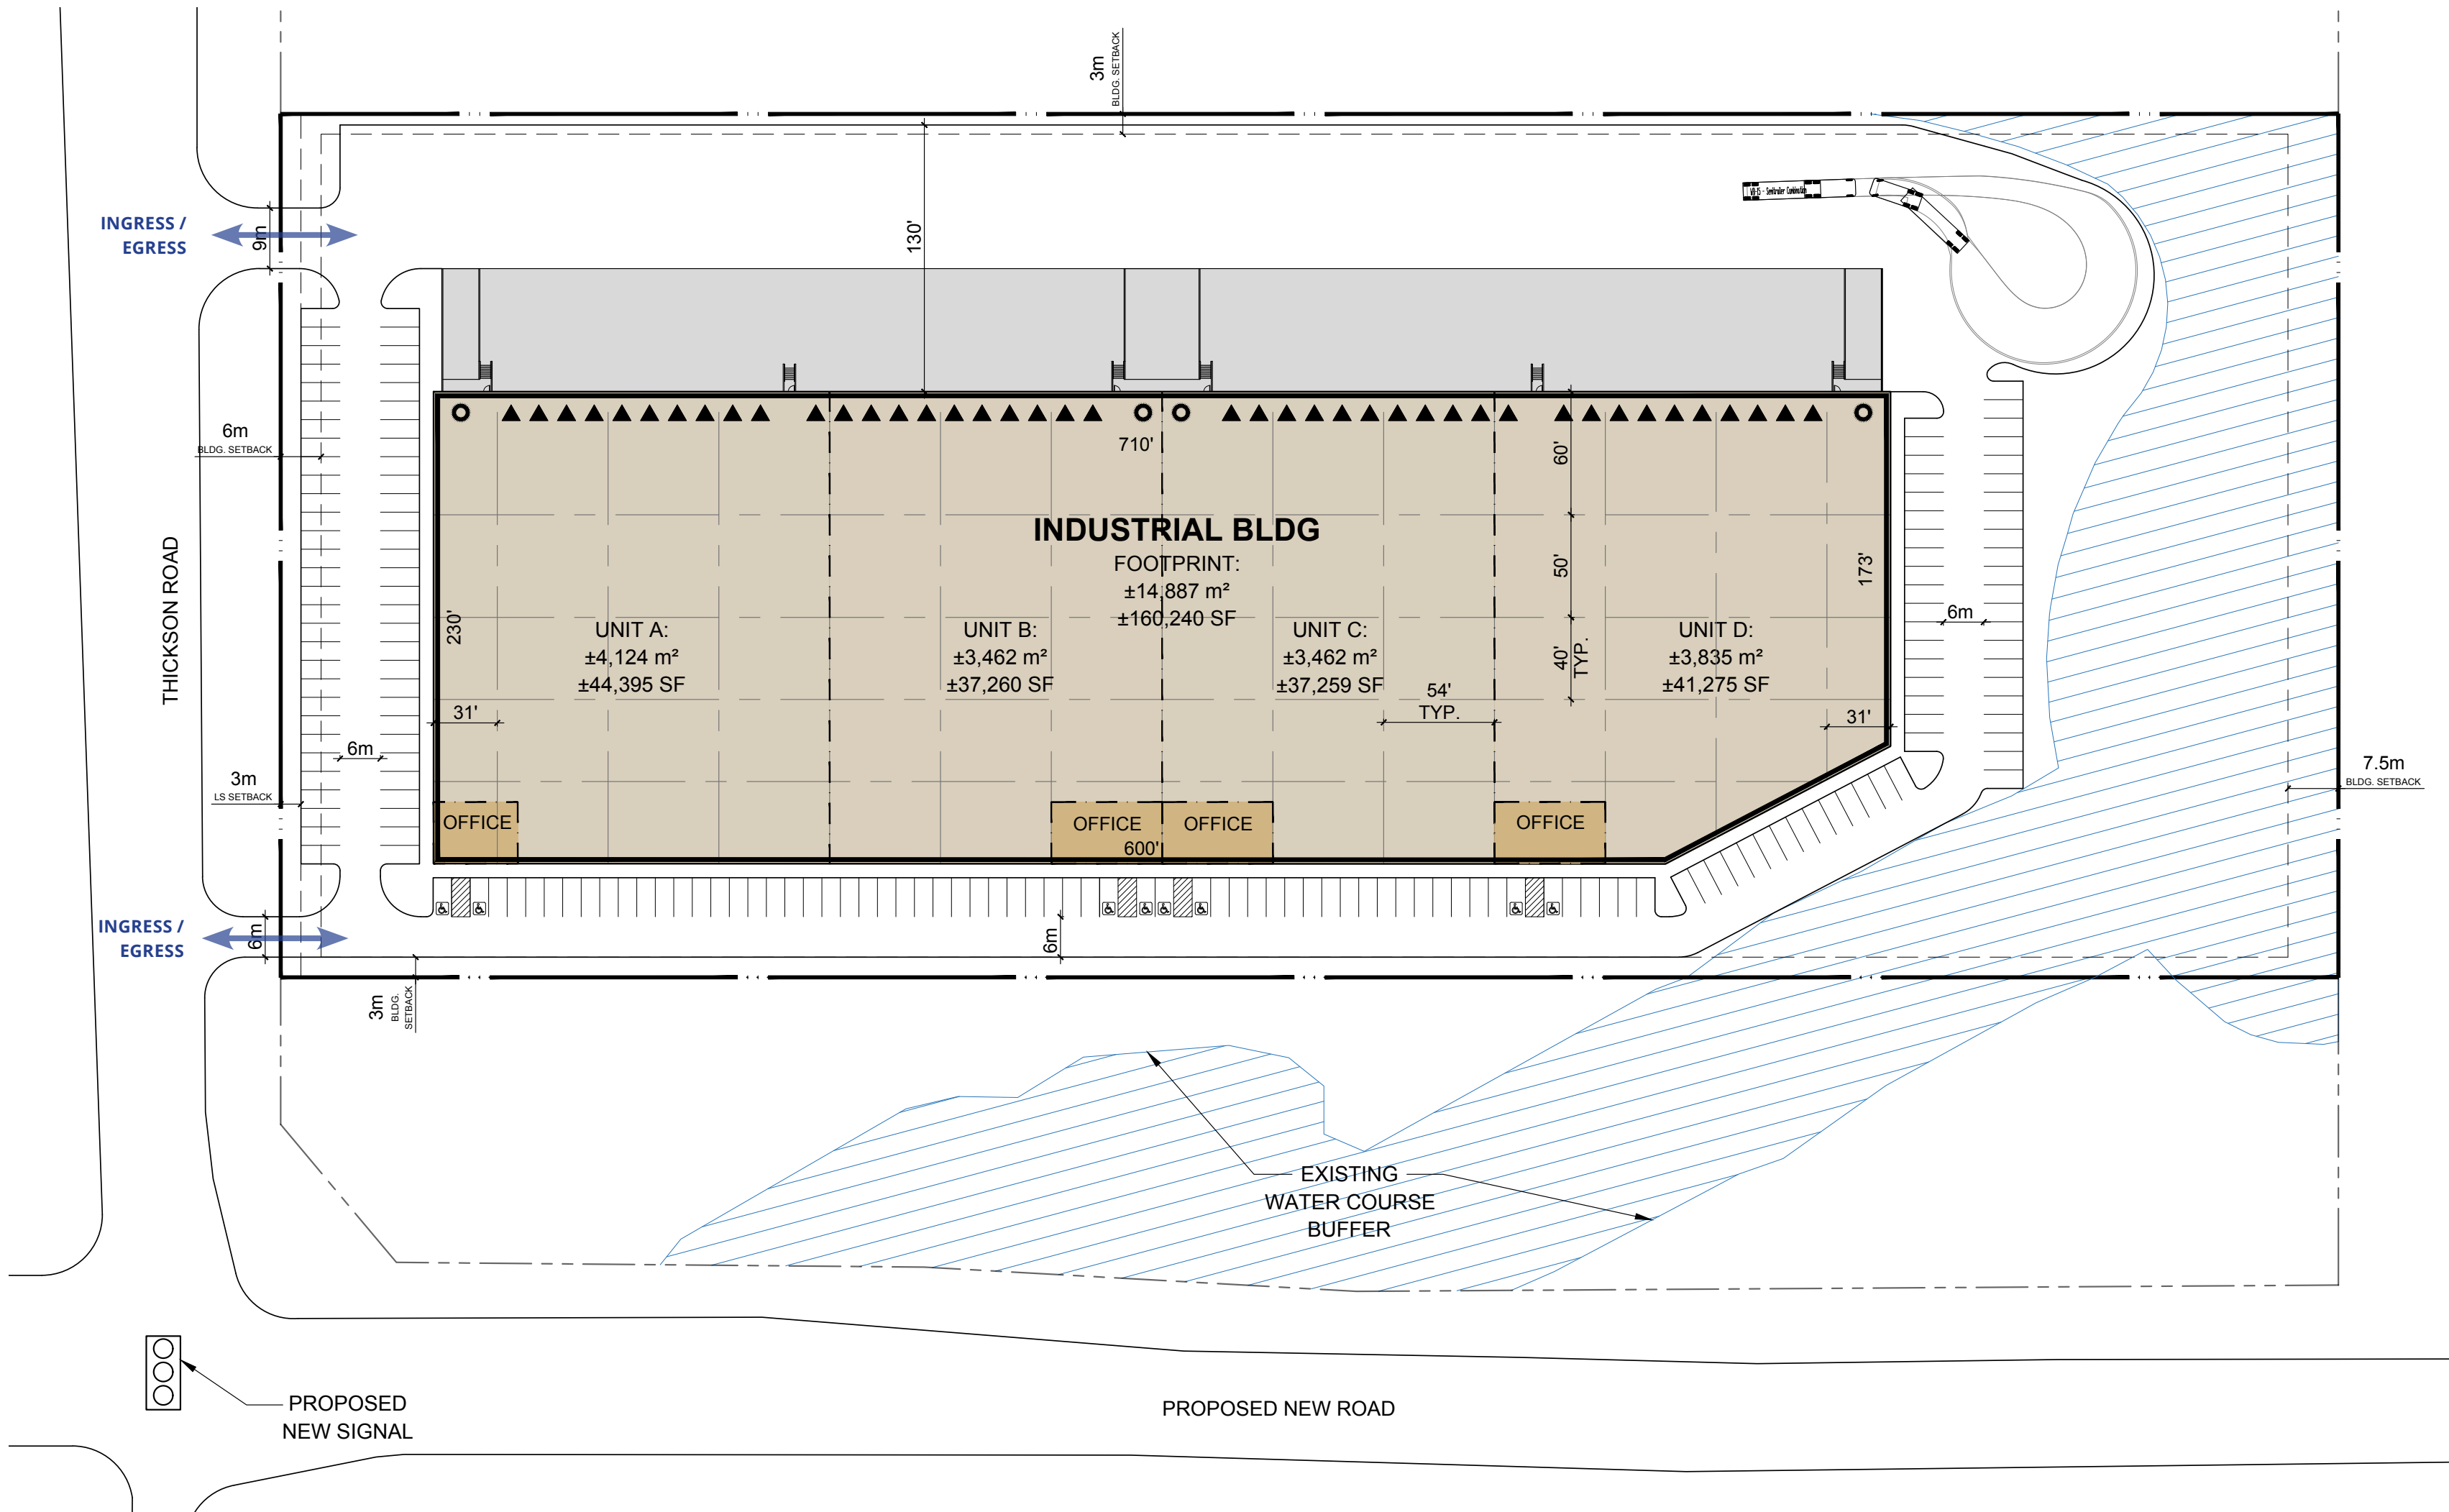 3m
BLDG. SETBACK
INGRESS /
EGRESS
9m
130'
WB-15 - Semitrailer Combination
6m
BLDG. SETBACK
710'
60'
INDUSTRIAL BLDG
FOOTPRINT:
±14,887 m²
±160,240 SF
50'
173'
THICKSON ROAD
230'
UNIT A:
±4,124 m²
±44,395 SF
UNIT B:
±3,462 m²
±37,260 SF
UNIT C:
±3,462 m²
±37,259 SF
40'
TYP.
UNIT D:
±3,835 m²
±41,275 SF
6m
31'
54'
TYP.
31'
6m
3m
LS SETBACK
7.5m
BLDG. SETBACK
OFFICE
OFFICE
OFFICE
OFFICE
600'
INGRESS /
EGRESS
6m
6m
3m
BLDG.
SETBACK
EXISTING
WATER COURSE
BUFFER
PROPOSED
NEW SIGNAL
PROPOSED NEW ROAD